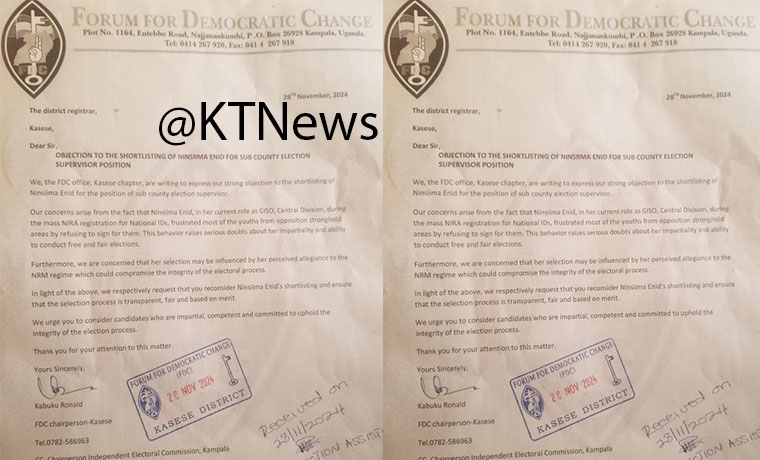 FORUM FOR DEMOCRATIC CHANGE
Plot No. 1164, Entebbe Road, Najjanankumbi, P .O. Box 26928 Kampala, Uganda.
Tel: 0414 267 920, Fax: 041 4 267 918
FDC
28TH November, 2024
The district registrar,
@KTNews
Kasese,
Dear Sir,
OBJECTION TO THE SHORTLISTING OF NINSIIMA ENID FOR SUB COUNTY ELECTION
SUPERVISOR POSITION
We, the FDC office, Kasese chapter, are writing to express our strong objection to the shortlisting of
Ninsiima Enid for the position of sub county election supervisor.
Our concerns arise from the fact that Ninsiima Enid, in her current role as GISO, Central Division, during
the mass NIRA registration for National IDs, frustrated most of the youths from opposition stronghold
areas by refusing to sign for them. This behavior raises serious doubts about her impartiality and ability
to conduct free and fair elections.
Furthermore, we are concerned that her selection may be influenced by her perceived allegiance to the
NRM regime which could compromise the integrity of the electoral process.
In light of the above, we respectively request that you reconsider Ninsiima Enid's shortlisting and ensure
that the selection process is transparent, fair and based on merit.
We urge you to consider candidates who are impartial, competent and committed to uphold the
integrity of the election process.
Thank you for your attention to this matter.
Yours Sincerely,
Kabuku Ronald
FDC chairperson-Kasese
Tel.0782-586963
CC. Chairperson Independent Electoral Commission, Kampala
FORUM FOR DEMOCRATIC CHANGE
(FDC)
28 NOV 2024
KASESE DISTRICT
Received on
28/11/2024
FORUM FOR DEMOCRATIC CHANGE
Plot No. 1164, Entebbe Road, Najjanankumbi, P .O. Box 26928 Kampala, Uganda.
Tel: 0414 267 920, Fax: 041 4 267 918
FDC
28TH November, 2024
The district registrar,
Kasese,
Dear Sir,
OBJECTION TO THE SHORTLISTING OF NINSIIMA ENID FOR SUB COUNTY ELECTION
SUPERVISOR POSITION
We, the FDC office, Kasese chapter, are writing to express our strong objection to the shortlisting of
Ninsiima Enid for the position of sub county election supervisor.
Our concerns arise from the fact that Ninsiima Enid, in her current role as GISO, Central Division, during
the mass NIRA registration for National IDs, frustrated most of the youths from opposition stronghold
areas by refusing to sign for them. This behavior raises serious doubts about her impartiality and ability
to conduct free and fair elections.
Furthermore, we are concerned that her selection may be influenced by her perceived allegiance to the
NRM regime which could compromise the integrity of the electoral process.
In light of the above, we respectively request that you reconsider Ninsiima Enid's shortlisting and ensure
that the selection process is transparent, fair and based on merit.
We urge you to consider candidates who are impartial, competent and committed to uphold the
integrity of the election process.
Thank you for your attention to this matter.
Yours Sincerely,
Kabuku Ronald
FDC chairperson-Kasese
Tel.0782-586963
CC. Chairperson Independent Electoral Commission, Kampala
FORUM FOR DEMOCRATIC CHANGE
(FDC)
28 NOV 2024
KASESE DISTRICT
Received on
28/11/2024